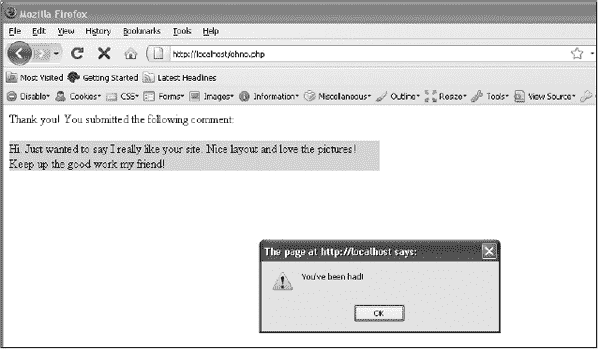 Mozilla Firefox
File Edit View History Bookmarks Tools Help
http://localhost/ohno.php
Most Visited Getting Started Latest Headlines
Disable Cookies CSS Forms Images Information Miscellaneous Outline Resize Tools View Source
Thank you! You submitted the following comment:
Hi. Just wanted to say I really like your site. Nice layout and love the pictures!
Keep up the good work my friend!
The page at http://localhost says:
You've been had!
OK